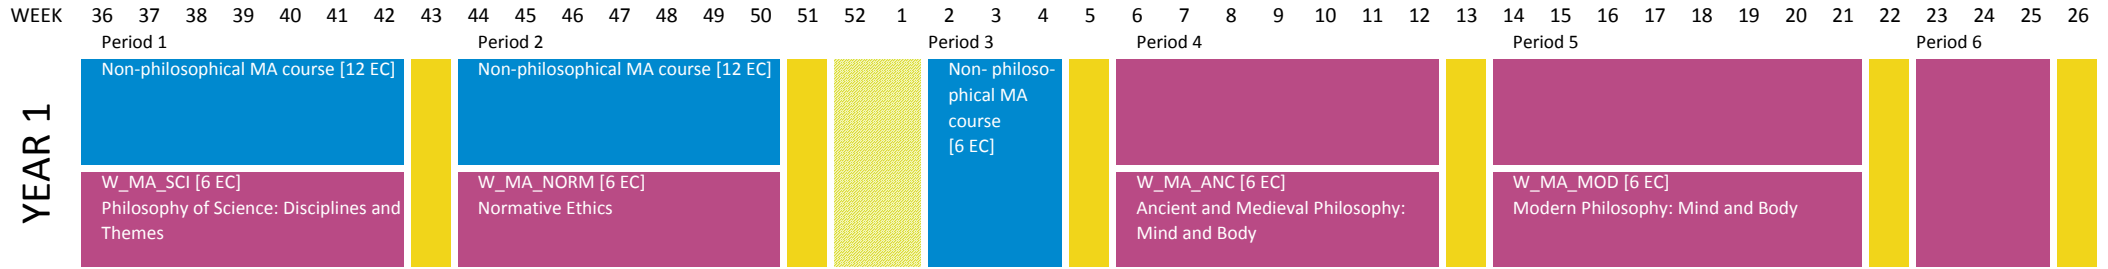 WEEK 36 37 38 39 40 41 42 43 44 45 46 47 48 49 50 51 52 1 2 3 4 5 6 7 8 9 10 11 12 13 14 15 16 17 18 19 20 21 22 23 24 25 26
Period 1 Period 2 Period 3 Period 4 Period 5 Period 6
YEAR 1
Non-philosophical MA course [12 EC]
Non-philosophical MA course [12 EC]
Non- philoso-
phical MA
course
[6 EC]
W_MA_SCI [6 EC]
Philosophy of Science: Disciplines and
Themes
W_MA_NORM [6 EC]
Normative Ethics
W_MA_ANC [6 EC]
Ancient and Medieval Philosophy:
Mind and Body
W_MA_MOD [6 EC]
Modern Philosophy: Mind and Body